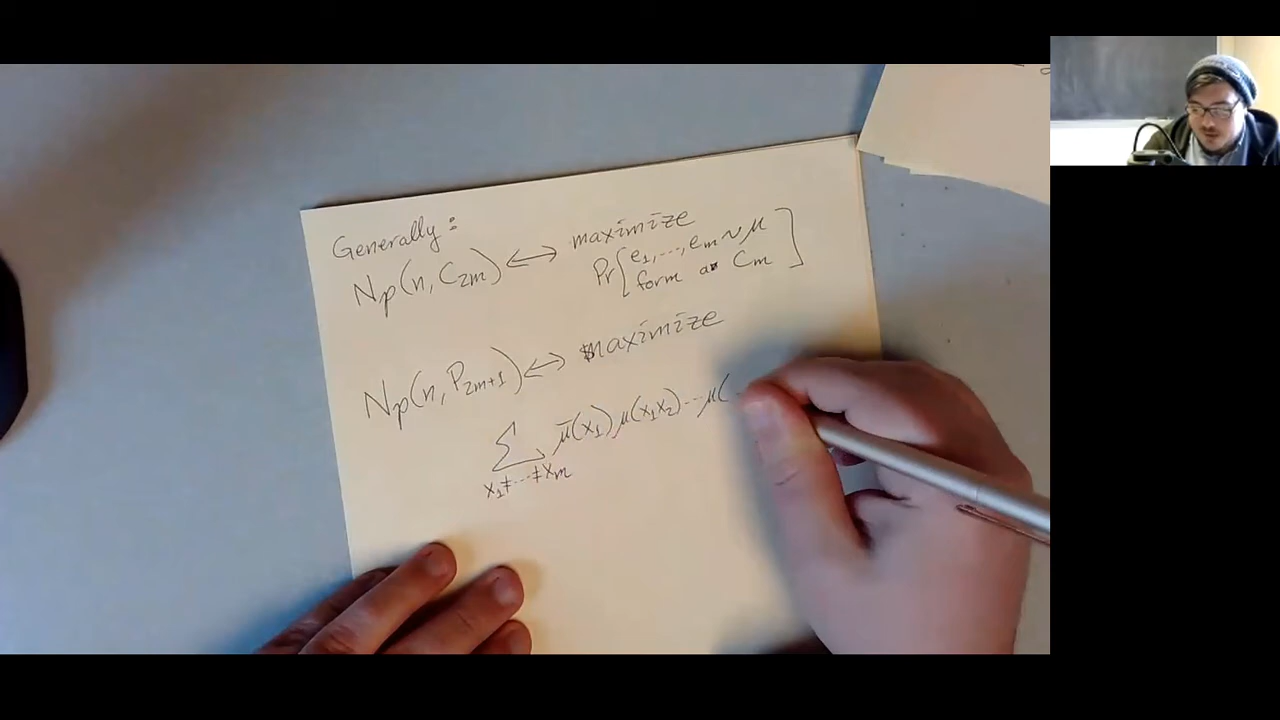 Generally:
Np(n, C2m) ↔ maximize
Pr[e1,...,em ~ μ
form a Cm]
Np(n, P2m+1) ↔ maximize
∑ μ̄(x1) μ(x1x2)···μ(
x1≠···≠xm